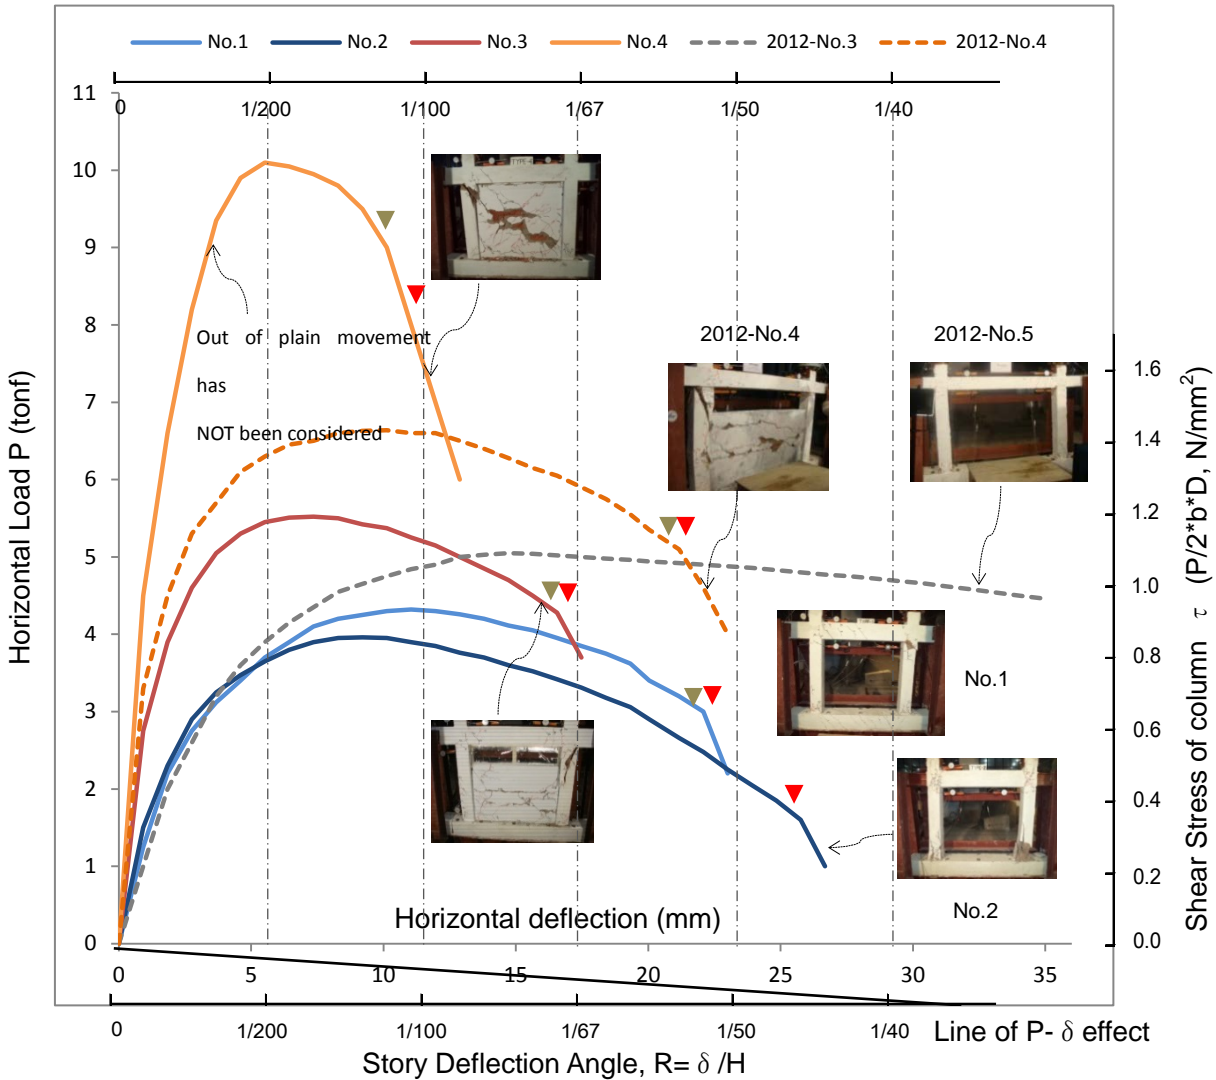 No.1 No.2 No.3 No.4 2012-No.3 2012-No.4
0 1/200 1/100 1/67 1/50 1/40
11
10
9
8
7
6
5
4
3
2
1
0
Horizontal Load P (tonf)
TYPE-4
Out of plain movement
has
NOT been considered
2012-No.4
2012-No.5
No.1
No.2
1.6
1.4
1.2
1.0
0.8
0.6
0.4
0.2
0.0
Shear Stress of column τ (P/2*b*D, N/mm²)
Horizontal deflection (mm)
0 5 10 15 20 25 30 35
0 1/200 1/100 1/67 1/50 1/40
Line of P- δ effect
Story Deflection Angle, R= δ /H